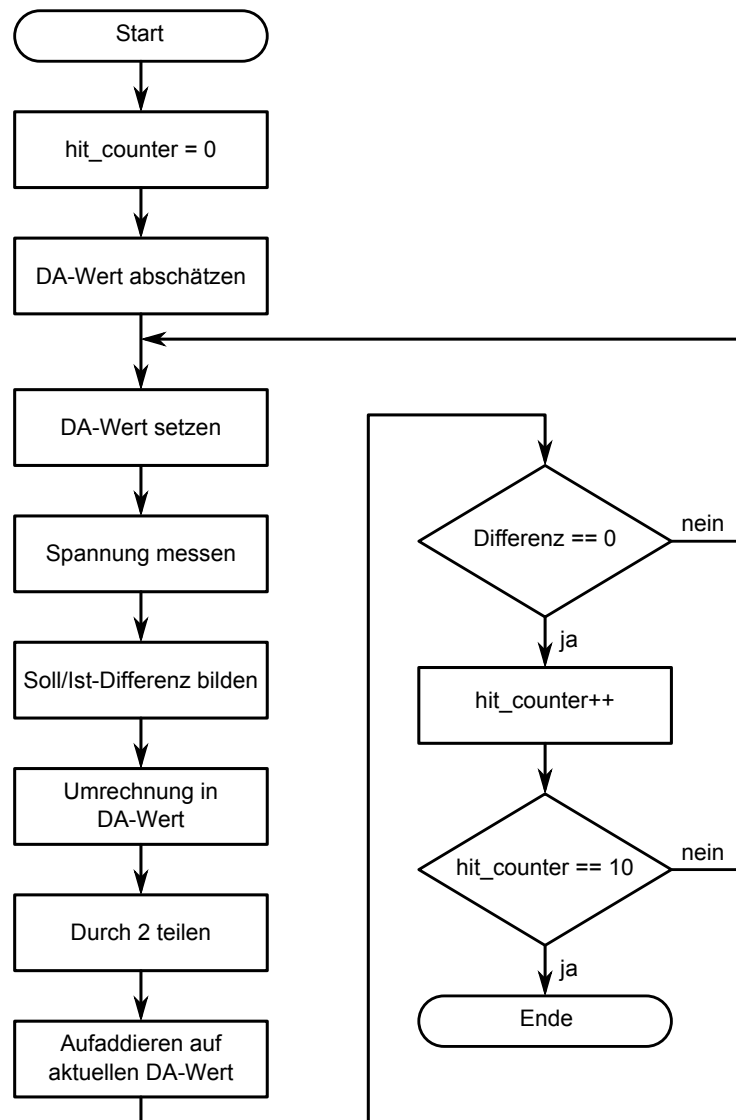 Start
hit_counter = 0
DA-Wert abschätzen
DA-Wert setzen
Spannung messen
Soll/Ist-Differenz bilden
Umrechnung in
DA-Wert
Durch 2 teilen
Aufaddieren auf
aktuellen DA-Wert
Differenz == 0
nein
ja
hit_counter++
hit_counter == 10
nein
ja
Ende